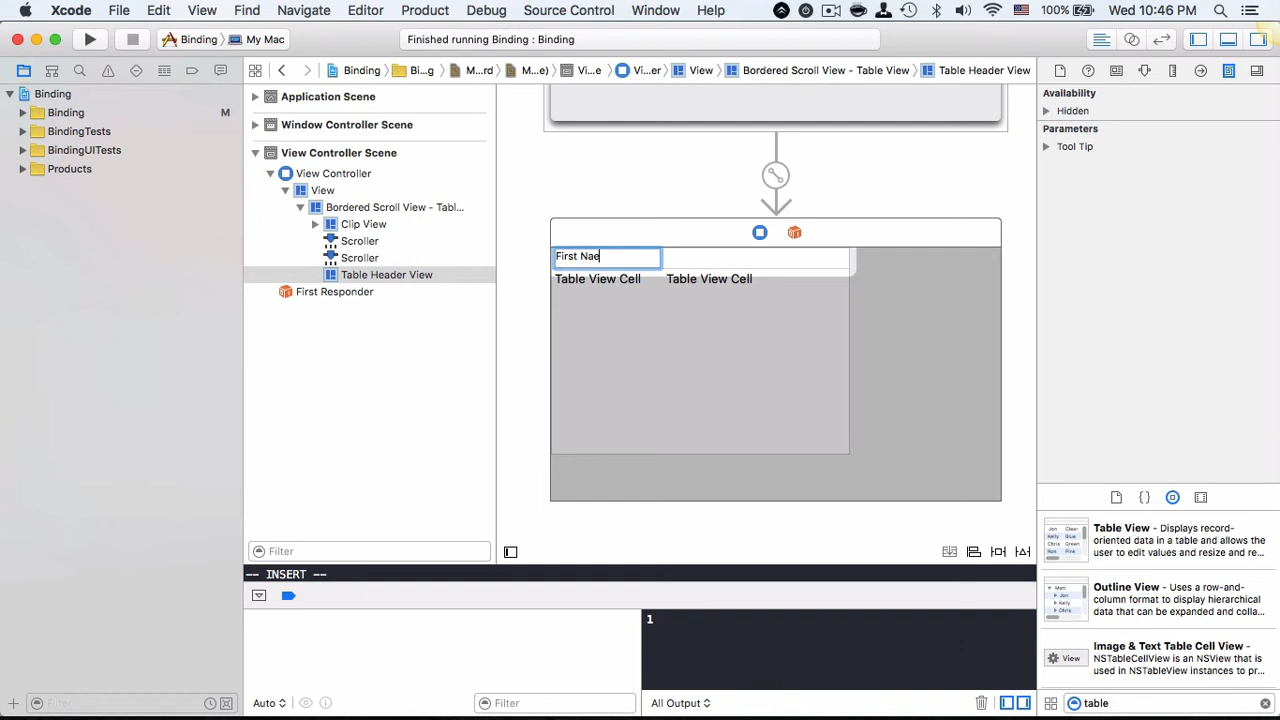 Xcode File Edit View Find Navigate Editor Product Debug Source Control Window Help 100% Wed 10:46 PM
Binding My Mac Finished running Binding : Binding
Binding Bi...g M...rd M...e) Vi...e Vi...er View Bordered Scroll View - Table View Table Header View
Binding
Binding M
BindingTests
BindingUITests
Products
Application Scene
Window Controller Scene
View Controller Scene
View Controller
View
Bordered Scroll View - Tabl...
Clip View
Scroller
Scroller
Table Header View
First Responder
First Nae
Table View Cell Table View Cell
Availability
Hidden
Parameters
Tool Tip
Filter
-- INSERT --
1
Table View - Displays record-
oriented data in a table and allows the
user to edit values and resize and re...
Outline View - Uses a row-and-
column format to display hierarchical
data that can be expanded and colla...
Image & Text Table Cell View -
NSTableCellView is an NSView that is
used in NSTableView instances to pr...
View
Filter
Auto
Filter
All Output
table